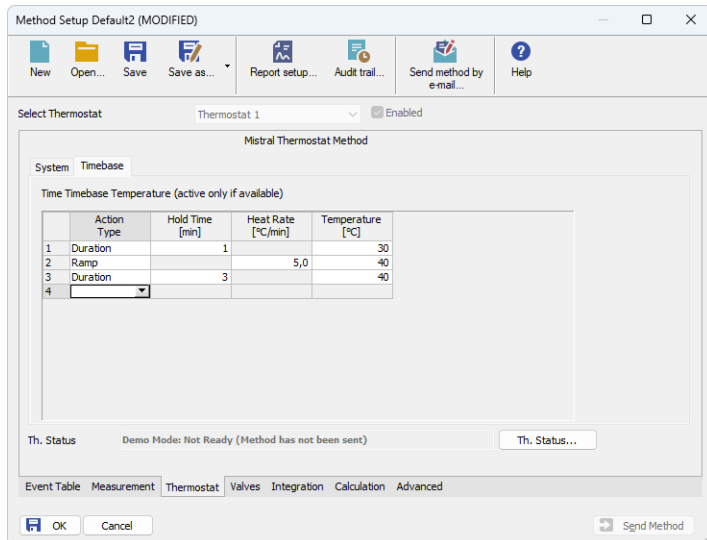 Method Setup Default2 (MODIFIED)
New Open... Save Save as... Report setup... Audit trail... Send method by e-mail... Help
Select Thermostat Thermostat 1 Enabled
Mistral Thermostat Method
System Timebase
Time Timebase Temperature (active only if available)
Action Type Hold Time [min] Heat Rate [°C/min] Temperature [°C]
1 Duration 1 30
2 Ramp 5,0 40
3 Duration 3 40
4
Th. Status Demo Mode: Not Ready (Method has not been sent) Th. Status...
Event Table Measurement Thermostat Valves Integration Calculation Advanced
OK Cancel Send Method